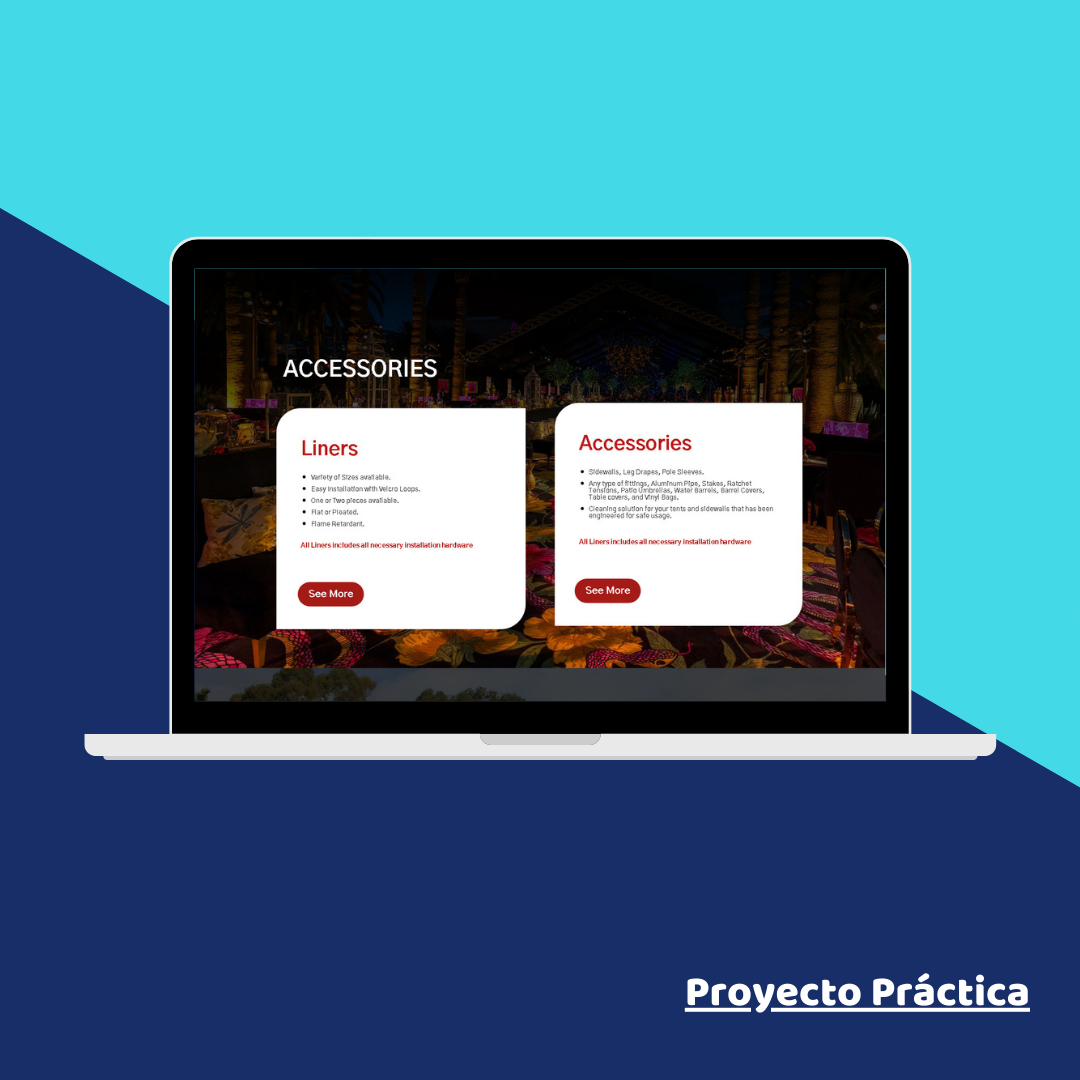 ACCESSORIES
Liners
Variety of Sizes available.
Easy Installation with Velcro Loops.
One or Two pieces available.
Flat or Pleated.
Flame Retardant.
All Liners includes all necessary installation hardware
See More
Accessories
Sidewalls, Leg Drapes, Pole Sleeves.
Any type of fittings, Aluminum Pipe, Stakes, Ratchet
Tensions, Patio Umbrellas, Water Barrels, Barrel Covers,
Table covers, and Vinyl Bags.
Cleaning solution for your tents and sidewalls that has been
engineered for safe usage.
All Liners includes all necessary installation hardware
See More
Proyecto Práctica